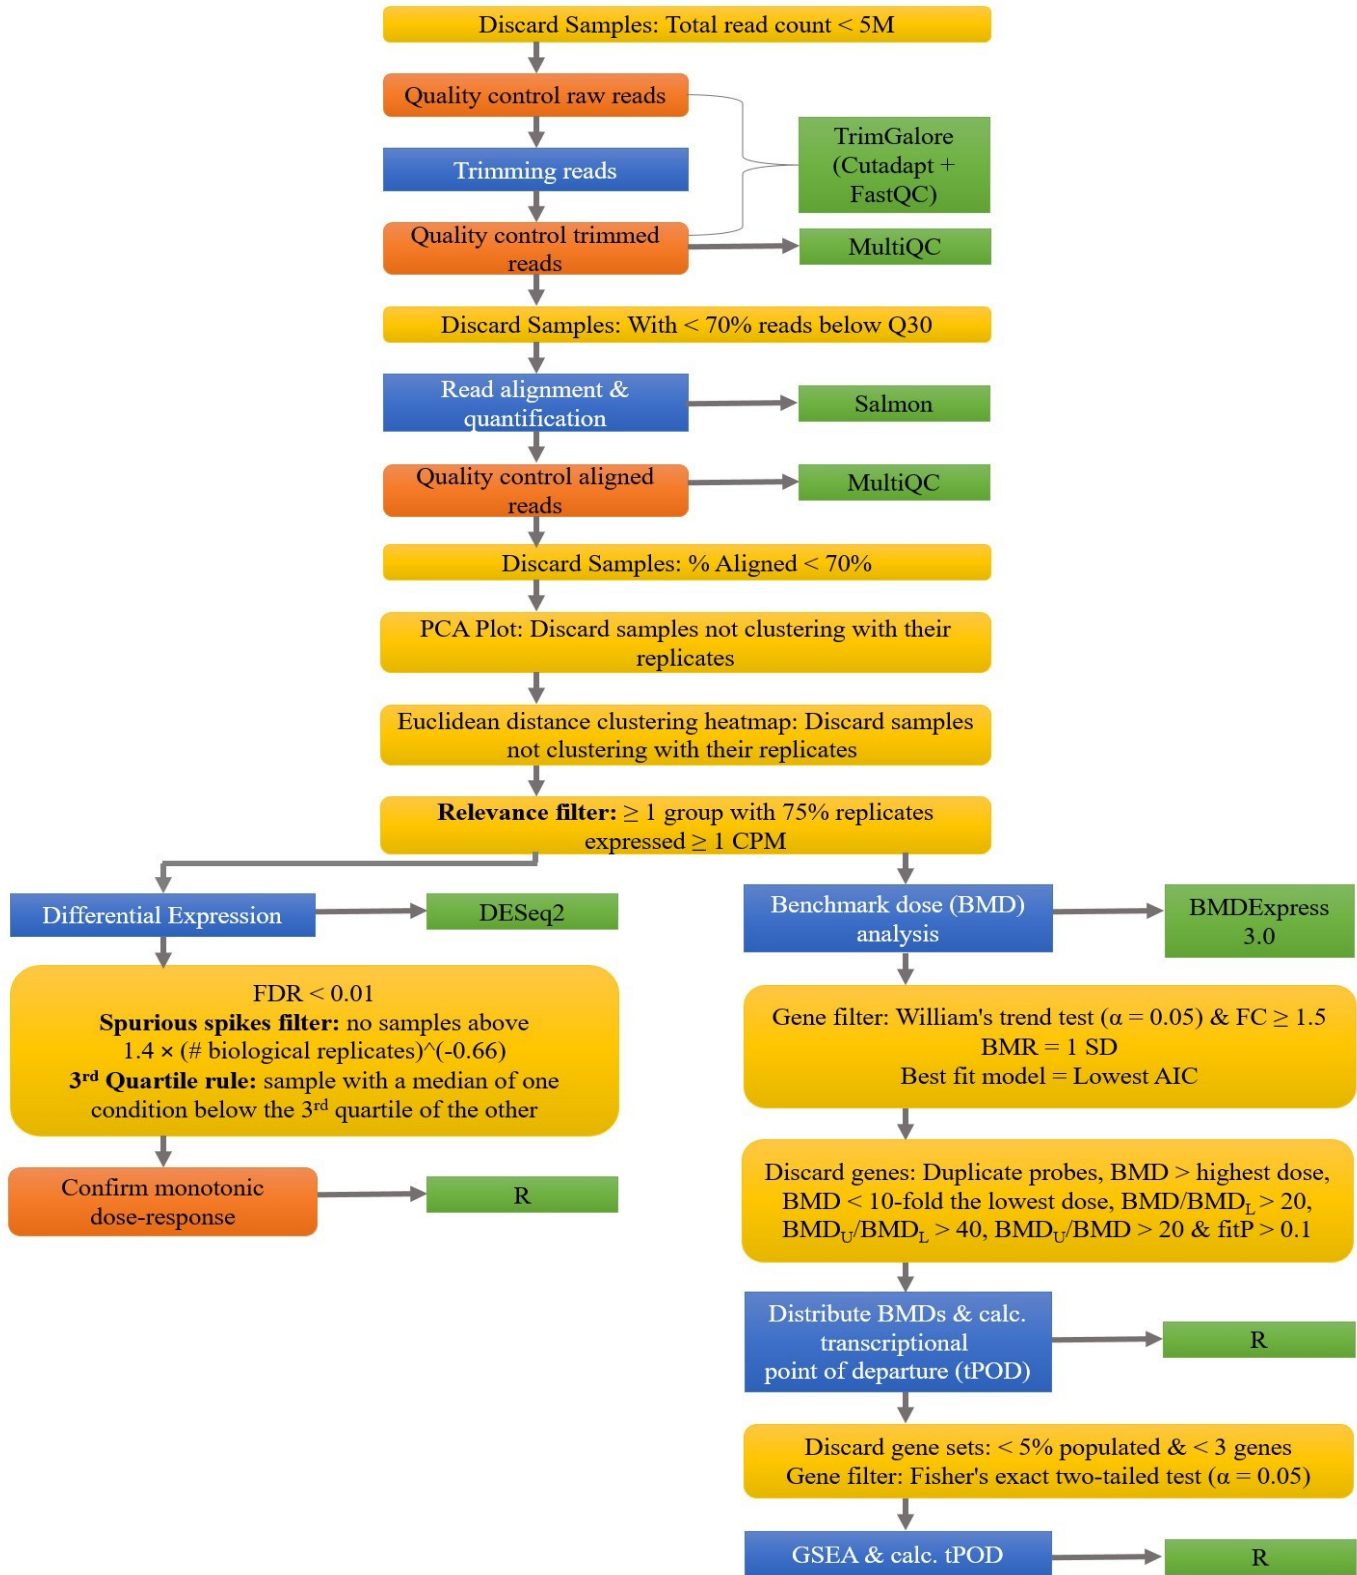 Discard Samples: Total read count < 5M
Quality control raw reads
TrimGalore
(Cutadapt +
FastQC)
Trimming reads
Quality control trimmed
reads
MultiQC
Discard Samples: With < 70% reads below Q30
Read alignment &
quantification
Salmon
Quality control aligned
reads
MultiQC
Discard Samples: % Aligned < 70%
PCA Plot: Discard samples not clustering with their
replicates
Euclidean distance clustering heatmap: Discard samples
not clustering with their replicates
Relevance filter: ≥ 1 group with 75% replicates
expressed ≥ 1 CPM
Differential Expression
DESeq2
FDR < 0.01
Spurious spikes filter: no samples above
1.4 × (# biological replicates)^(-0.66)
3rd Quartile rule: sample with a median of one
condition below the 3rd quartile of the other
Confirm monotonic
dose-response
R
Benchmark dose (BMD)
analysis
BMDExpress
3.0
Gene filter: William's trend test (α = 0.05) & FC ≥ 1.5
BMR = 1 SD
Best fit model = Lowest AIC
Discard genes: Duplicate probes, BMD > highest dose,
BMD < 10-fold the lowest dose, BMD/BMDL > 20,
BMDU/BMDL > 40, BMDU/BMD > 20 & fitP > 0.1
Distribute BMDs & calc.
transcriptional
point of departure (tPOD)
R
Discard gene sets: < 5% populated & < 3 genes
Gene filter: Fisher's exact two-tailed test (α = 0.05)
GSEA & calc. tPOD
R